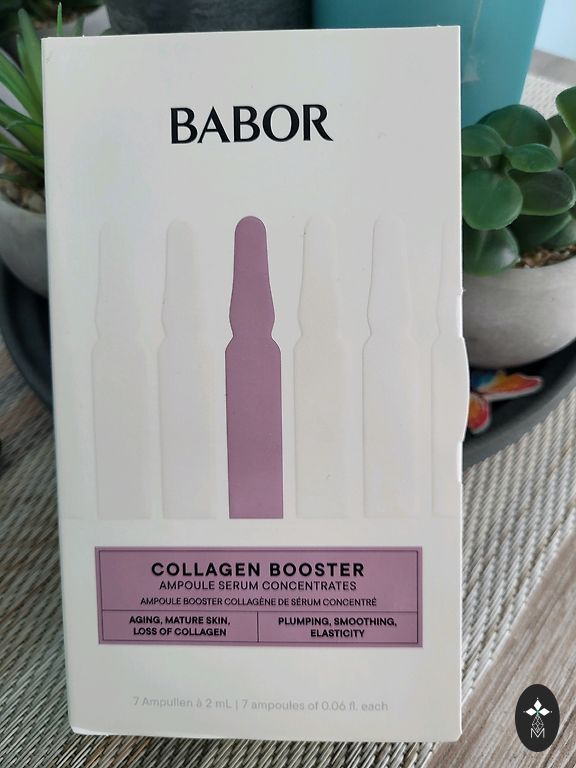 BABOR
COLLAGEN BOOSTER
AMPOULE SERUM CONCENTRATES
AMPOULE BOOSTER COLLAGÈNE DE SÉRUM CONCENTRÉ
AGING, MATURE SKIN,
LOSS OF COLLAGEN
PLUMPING, SMOOTHING,
ELASTICITY
7 Ampullen à 2 mL | 7 ampoules of 0.06 fl. each
M